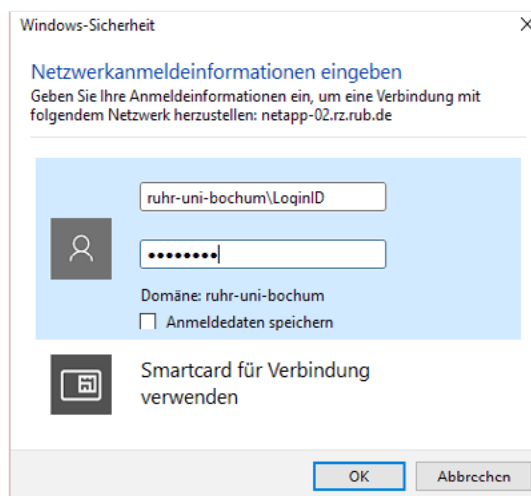 Windows-Sicherheit
Netzwerkanmeldeinformationen eingeben
Geben Sie Ihre Anmeldeinformationen ein, um eine Verbindung mit
folgendem Netzwerk herzustellen: netapp-02.rz.rub.de
ruhr-uni-bochum\LoginID
••••••••
Domäne: ruhr-uni-bochum
Anmeldedaten speichern
Smartcard für Verbindung
verwenden
OK Abbrechen